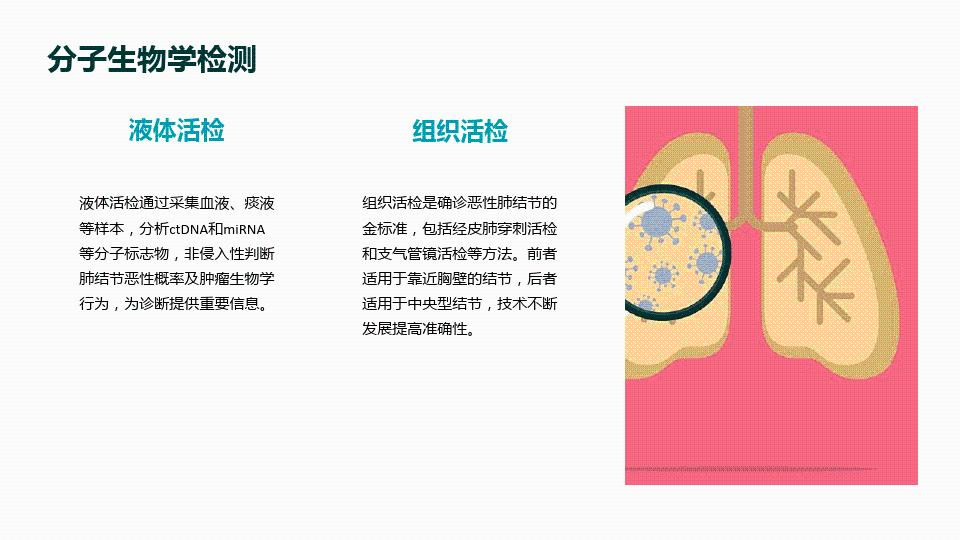 分子生物学检测
液体活检
液体活检通过采集血液、痰液
等样本，分析ctDNA和miRNA
等分子标志物，非侵入性判断
肺结节恶性概率及肿瘤生物学
行为，为诊断提供重要信息。
组织活检
组织活检是确诊恶性肺结节的
金标准，包括经皮肺穿刺活检
和支气管镜活检等方法。前者
适用于靠近胸壁的结节，后者
适用于中央型结节，技术不断
发展提高准确性。